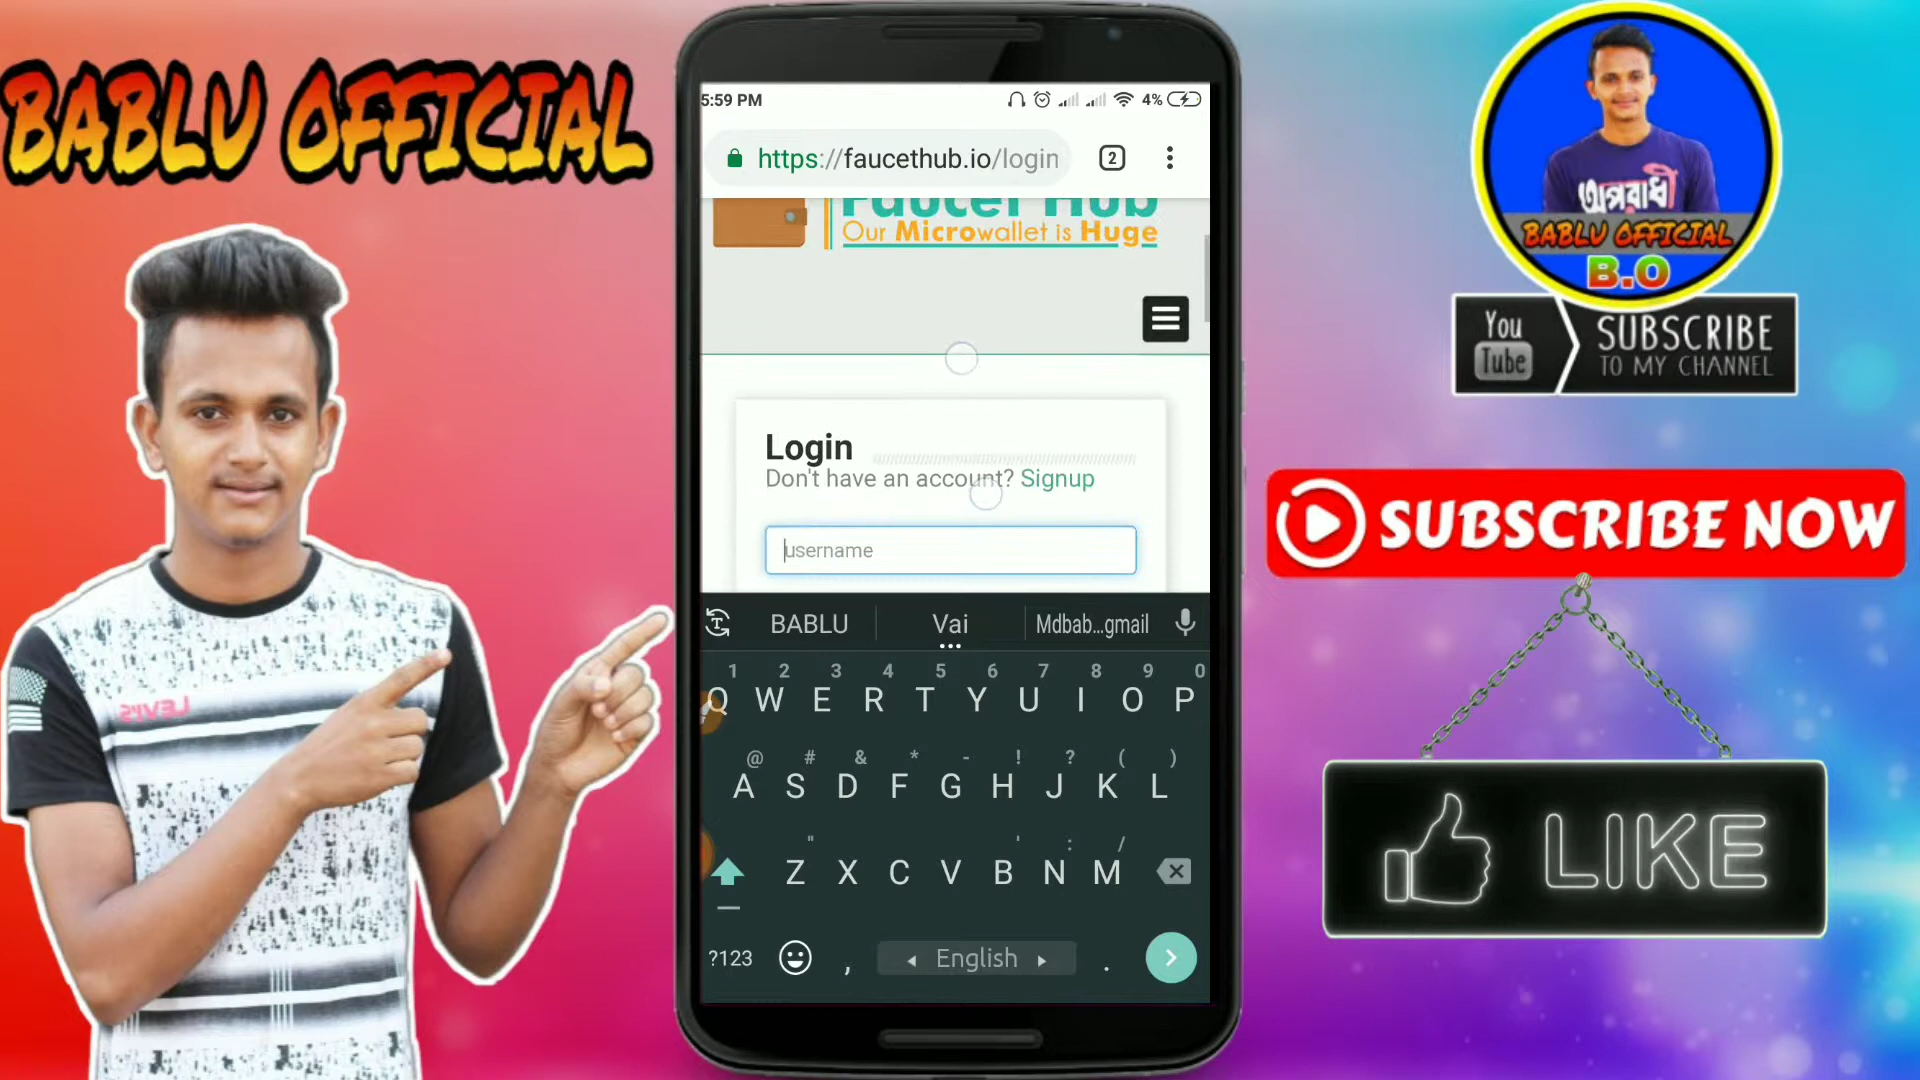 BABLU OFFICIAL
5:59 PM
4%
https://faucethub.io/login
2
Faucet Hub
Our Microwallet is Huge
Login
Don't have an account? Signup
username
BABLU Vai Mdbab...gmail
1 2 3 4 5 6 7 8 9 0
Q W E R T Y U I O P
@ # & * - ! ? ( )
A S D F G H J K L
" ' : /
Z X C V B N M
?123 , English .
LEVI'S
অপরাধী
BABLU OFFICIAL
B.O
You Tube
SUBSCRIBE
TO MY CHANNEL
SUBSCRIBE NOW
LIKE